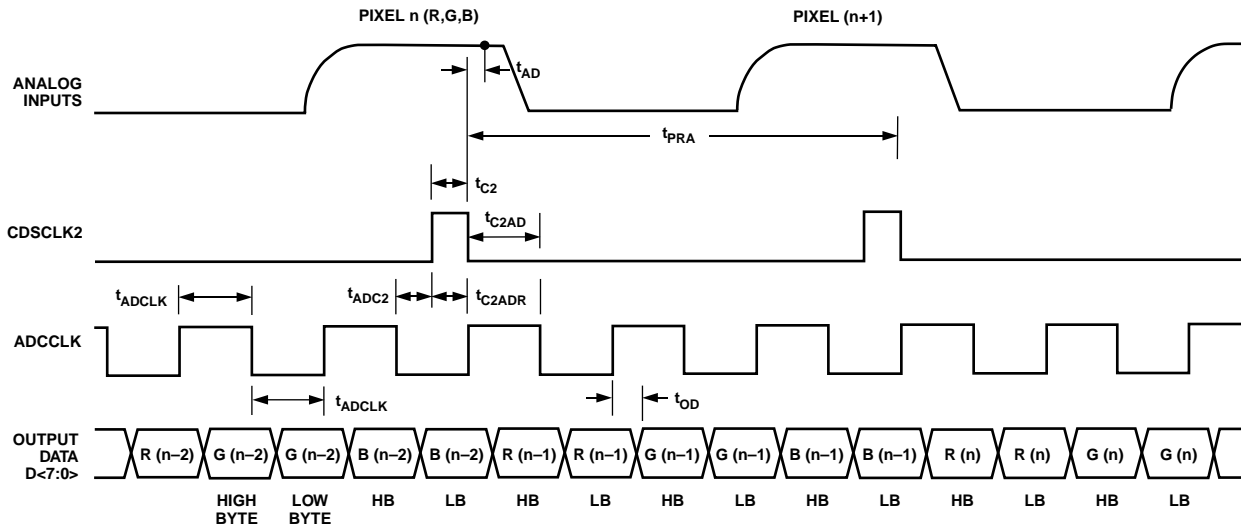 PIXEL n (R,G,B)
PIXEL (n+1)
ANALOG
INPUTS
tAD
tPRA
tC2
CDSCLK2
tC2AD
tADCLK
tADC2
tC2ADR
ADCCLK
tADCLK
tOD
OUTPUT
DATA
D<7:0>
R (n–2) G (n–2) G (n–2) B (n–2) B (n–2) R (n–1) R (n–1) G (n–1) G (n–1) B (n–1) B (n–1) R (n) R (n) G (n) G (n)
HIGH
BYTE
LOW
BYTE
HB LB HB LB HB LB HB LB HB LB HB LB